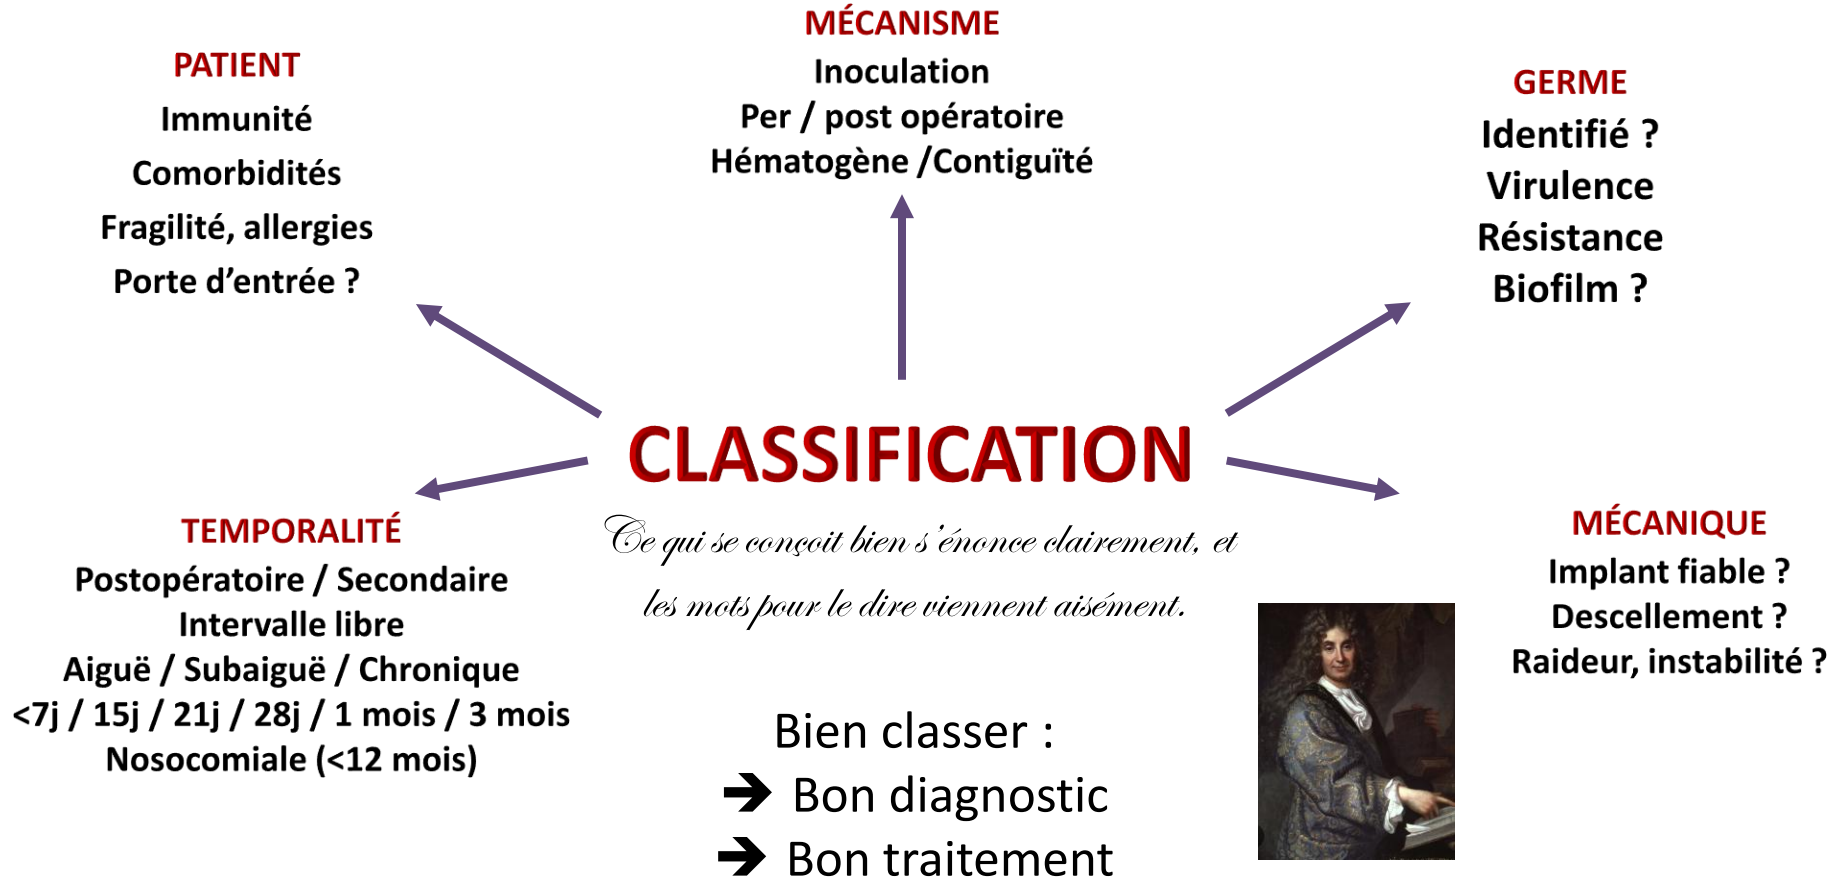 MÉCANISME
Inoculation
Per / post opératoire
Hématogène /Contiguïté
PATIENT
Immunité
Comorbidités
Fragilité, allergies
Porte d’entrée ?
GERME
Identifié ?
Virulence
Résistance
Biofilm ?
CLASSIFICATION
Ce qui se conçoit bien s’énonce clairement, et
les mots pour le dire viennent aisément.
TEMPORALITÉ
Postopératoire / Secondaire
Intervalle libre
Aiguë / Subaiguë / Chronique
<7j / 15j / 21j / 28j / 1 mois / 3 mois
Nosocomiale (<12 mois)
MÉCANIQUE
Implant fiable ?
Descellement ?
Raideur, instabilité ?
Bien classer :
➔ Bon diagnostic
➔ Bon traitement